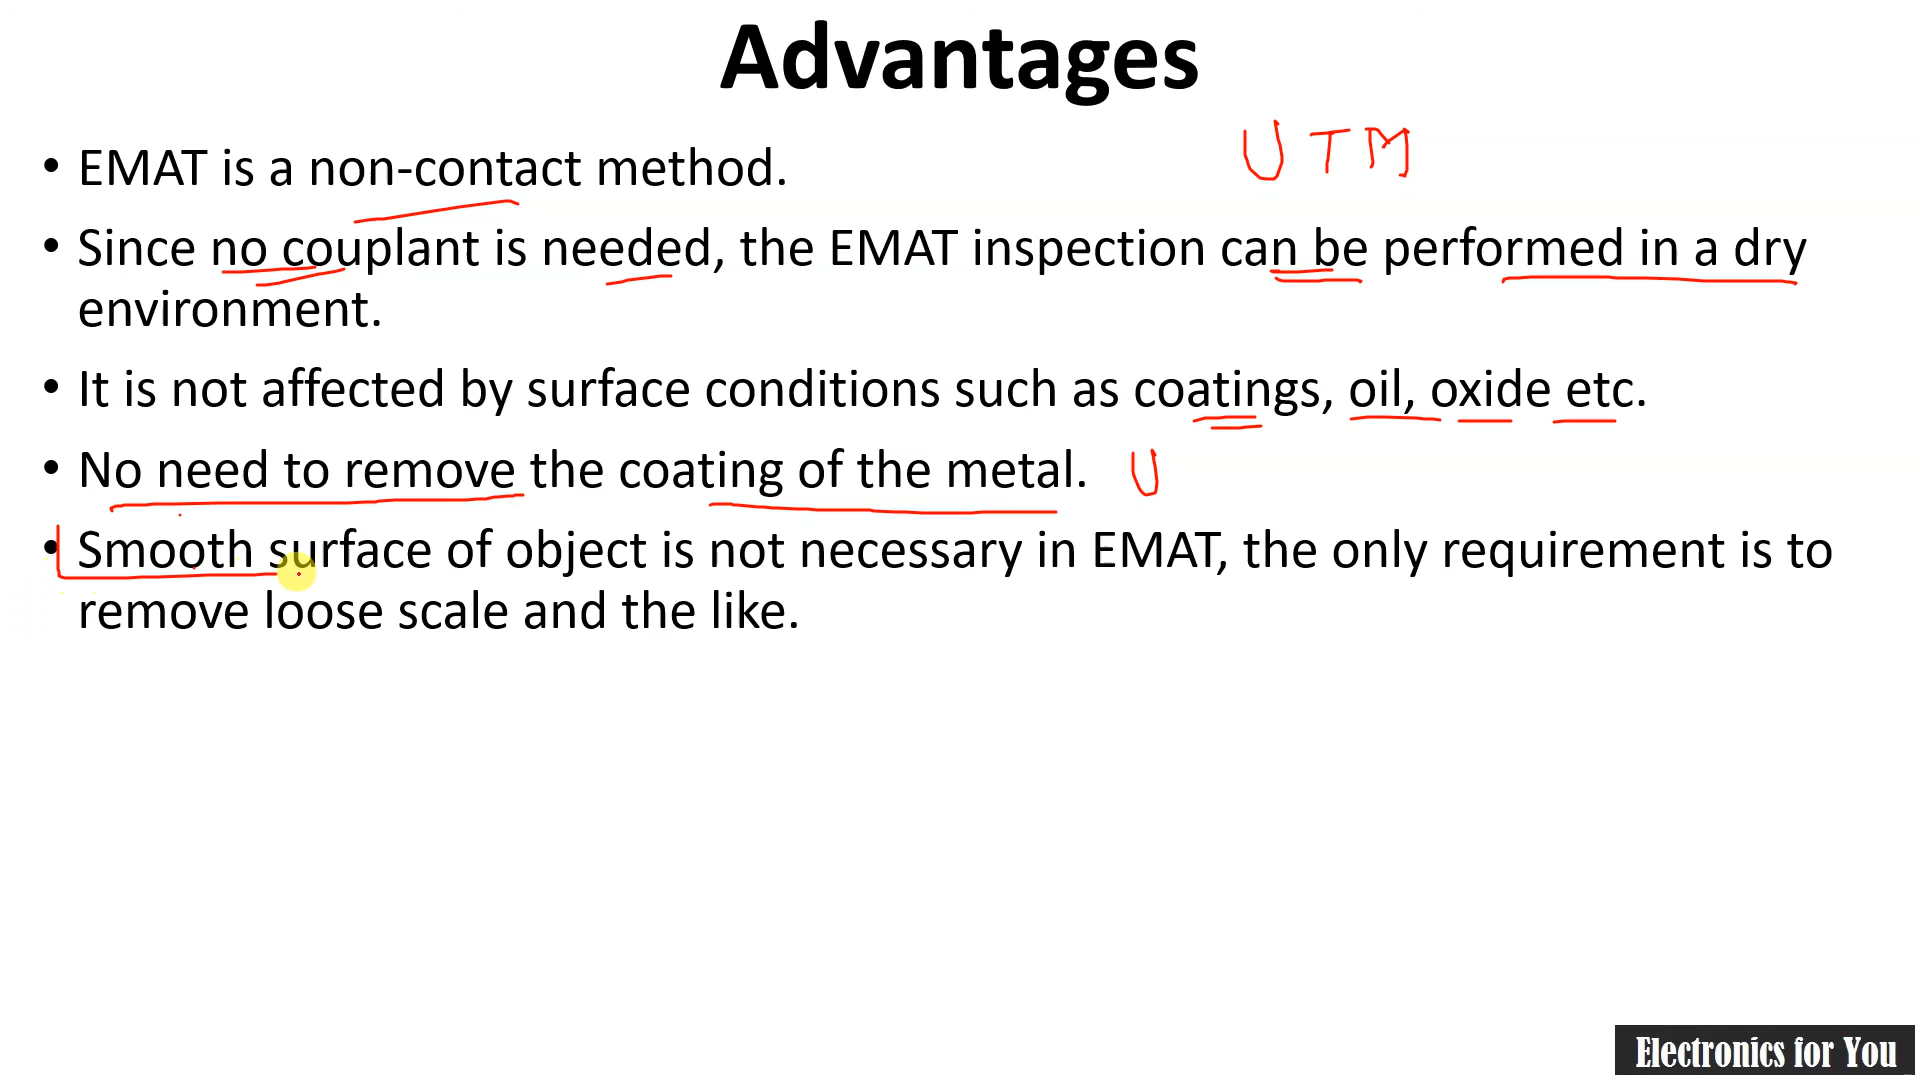 Advantages
UTM
• EMAT is a non-contact method.
• Since no couplant is needed, the EMAT inspection can be performed in a dry
environment.
• It is not affected by surface conditions such as coatings, oil, oxide etc.
• No need to remove the coating of the metal. U
• Smooth surface of object is not necessary in EMAT, the only requirement is to
remove loose scale and the like.
Electronics for You